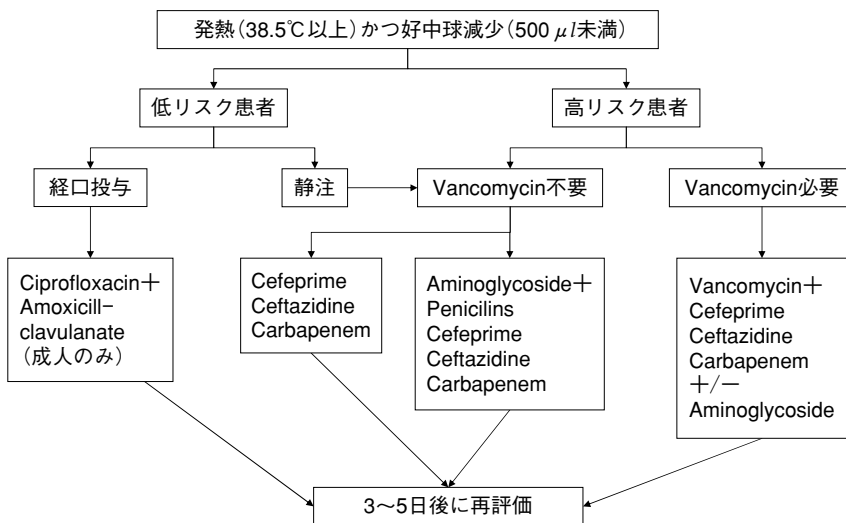 発熱（38.5℃以上）かつ好中球減少（500 μl未満）
低リスク患者
高リスク患者
経口投与
静注
Vancomycin不要
Vancomycin必要
Ciprofloxacin＋
Amoxicill−
clavulanate
（成人のみ）
Cefeprime
Ceftazidine
Carbapenem
Aminoglycoside＋
Penicilins
Cefeprime
Ceftazidine
Carbapenem
Vancomycin＋
Cefeprime
Ceftazidine
Carbapenem
＋/−
Aminoglycoside
3〜5日後に再評価